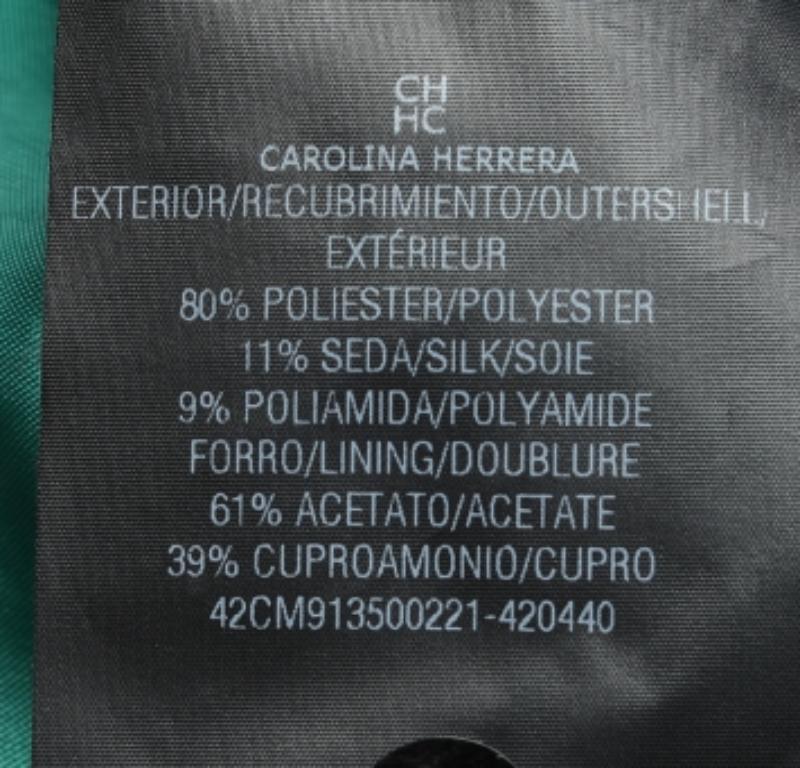 CH
HC
CAROLINA HERRERA
EXTERIOR/RECUBRIMIENTO/OUTERSHELL/
EXTÉRIEUR
80% POLIESTER/POLYESTER
11% SEDA/SILK/SOIE
9% POLIAMIDA/POLYAMIDE
FORRO/LINING/DOUBLURE
61% ACETATO/ACETATE
39% CUPROAMONIO/CUPRO
42CM913500221-420440